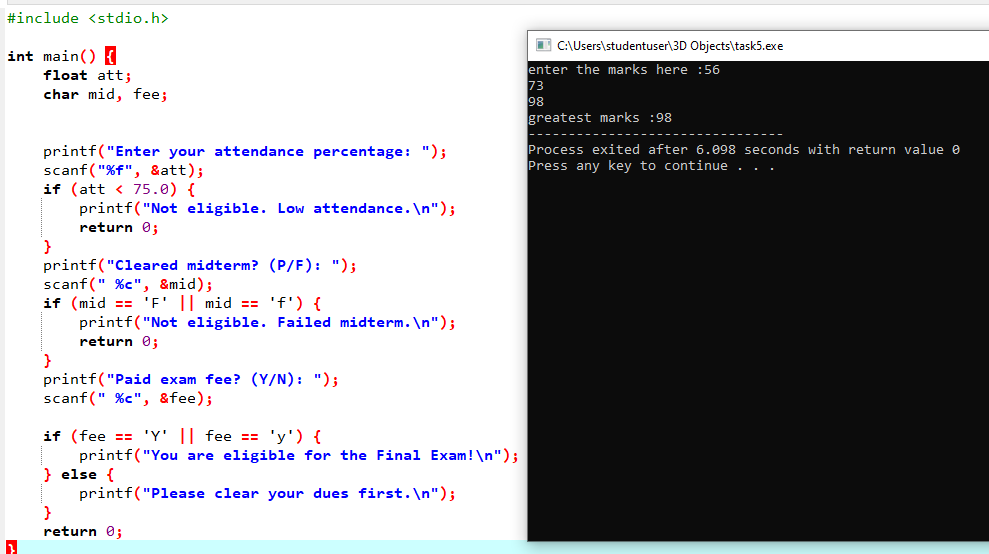 #include <stdio.h>
int main() {
float att;
char mid, fee;
printf("Enter your attendance percentage: ");
scanf("%f", &att);
if (att < 75.0) {
printf("Not eligible. Low attendance.\n");
return 0;
}
printf("Cleared midterm? (P/F): ");
scanf(" %c", &mid);
if (mid == 'F' || mid == 'f') {
printf("Not eligible. Failed midterm.\n");
return 0;
}
printf("Paid exam fee? (Y/N): ");
scanf(" %c", &fee);
if (fee == 'Y' || fee == 'y') {
printf("You are eligible for the Final Exam!\n");
} else {
printf("Please clear your dues first.\n");
}
return 0;
}
C:\Users\studentuser\3D Objects\task5.exe
enter the marks here :56
73
98
greatest marks :98
--------------------------------
Process exited after 6.098 seconds with return value 0
Press any key to continue . . .